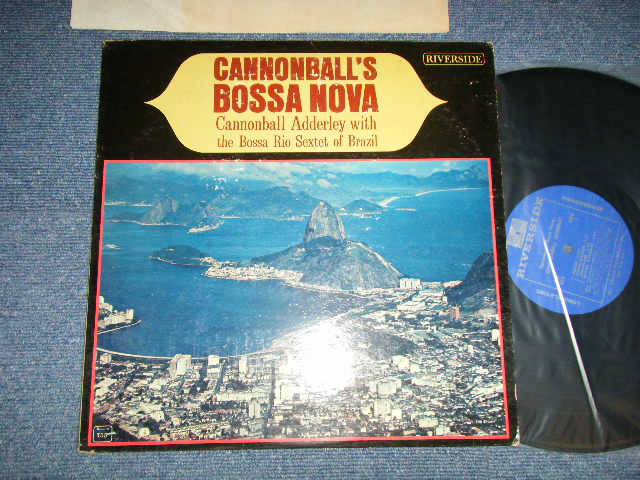 CANNONBALL'S
BOSSA NOVA
Cannonball Adderley with
the Bossa Rio Sextet of Brazil
RIVERSIDE
RIVERSIDE